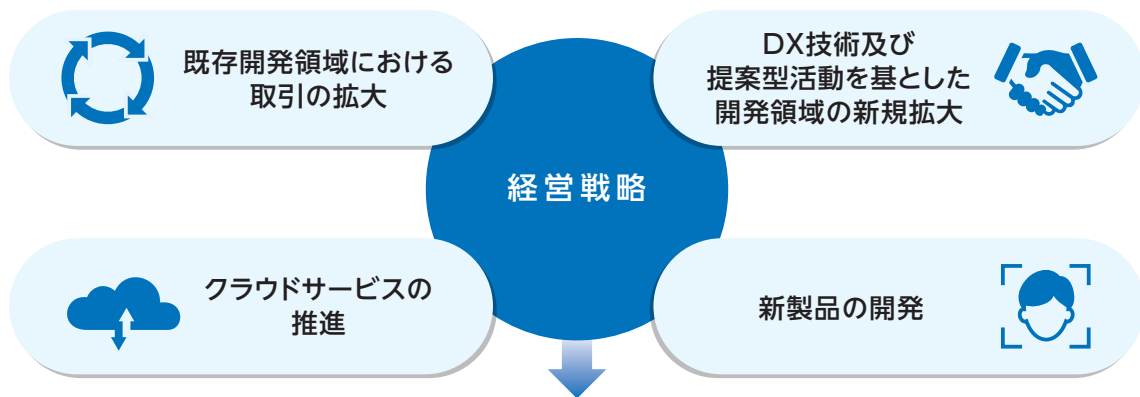 既存開発領域における
取引の拡大
DX技術及び
提案型活動を基とした
開発領域の新規拡大
経営戦略
クラウドサービスの
推進
新製品の開発